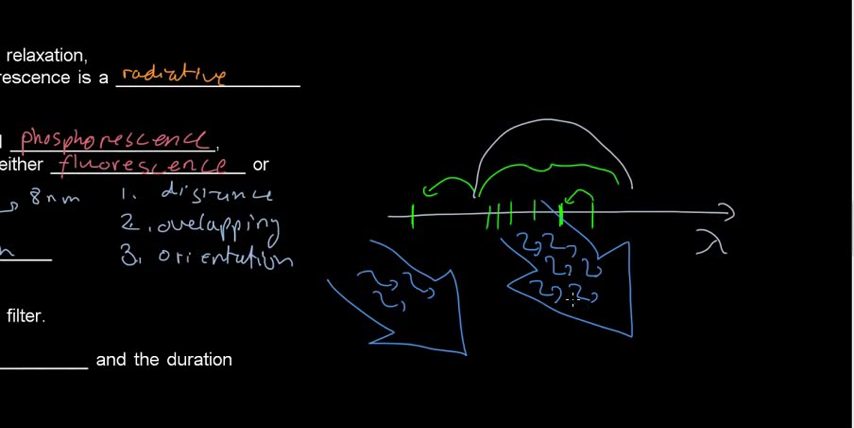 relaxation,
rescence is a radiative
phosphorescence,
either fluorescence or
8nm 1. distance
2. overlapping
3. orientation
filter.
and the duration
λ